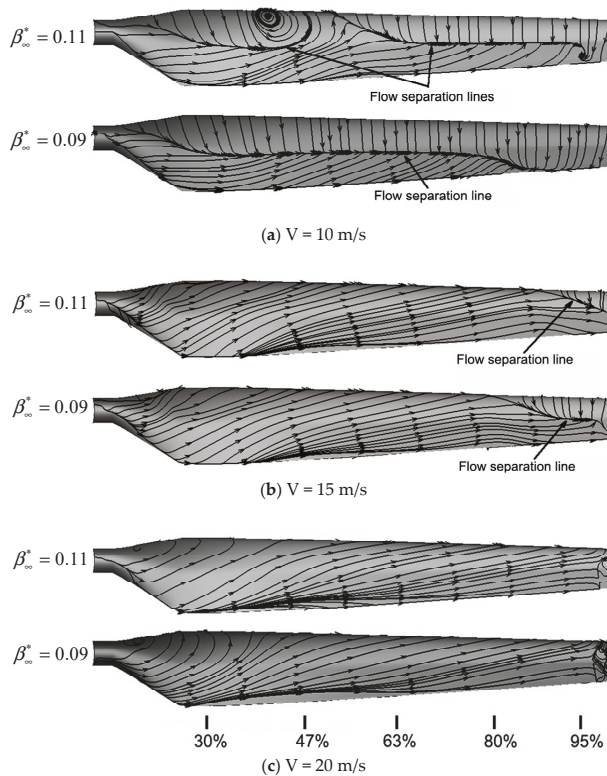 β*∞ = 0.11
Flow separation lines
β*∞ = 0.09
Flow separation line
(a) V = 10 m/s
β*∞ = 0.11
Flow separation line
β*∞ = 0.09
Flow separation line
(b) V = 15 m/s
β*∞ = 0.11
β*∞ = 0.09
30% 47% 63% 80% 95%
(c) V = 20 m/s